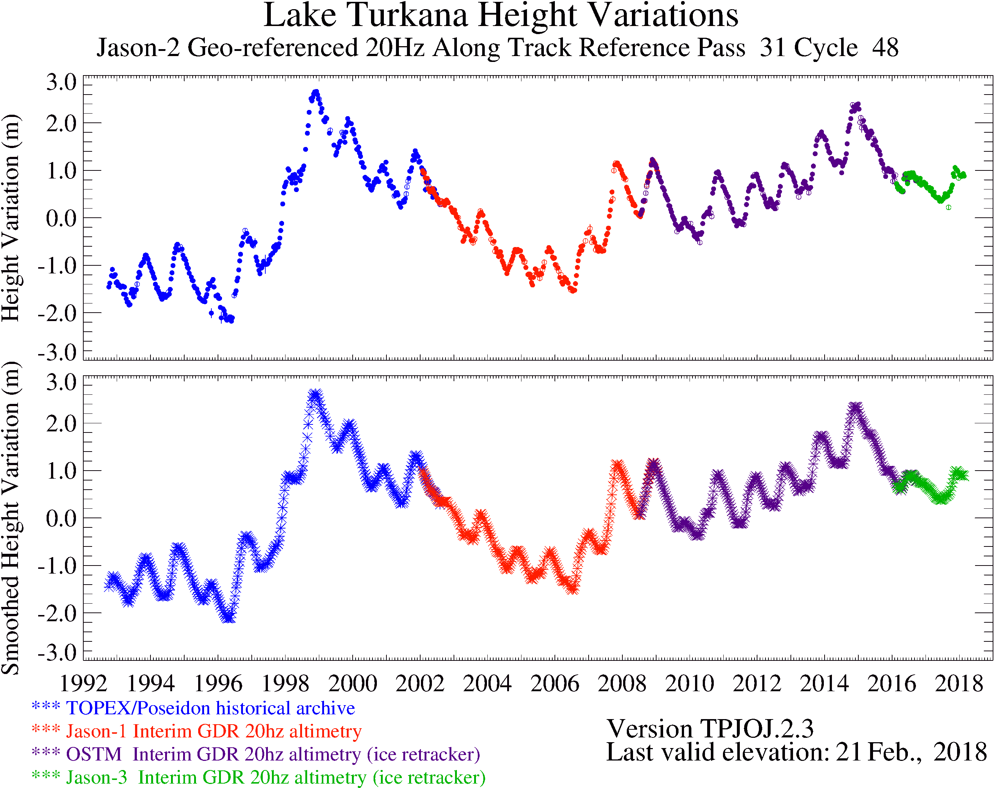 Lake Turkana Height Variations
Jason-2 Geo-referenced 20Hz Along Track Reference Pass 31 Cycle 48
Height Variation (m)
3.0
2.0
1.0
0.0
-1.0
-2.0
-3.0
Smoothed Height Variation (m)
3.0
2.0
1.0
0.0
-1.0
-2.0
-3.0
1992 1994 1996 1998 2000 2002 2004 2006 2008 2010 2012 2014 2016 2018
*** TOPEX/Poseidon historical archive
*** Jason-1 Interim GDR 20hz altimetry
*** OSTM Interim GDR 20hz altimetry (ice retracker)
*** Jason-3 Interim GDR 20hz altimetry (ice retracker)
Version TPJOJ.2.3
Last valid elevation: 21 Feb., 2018